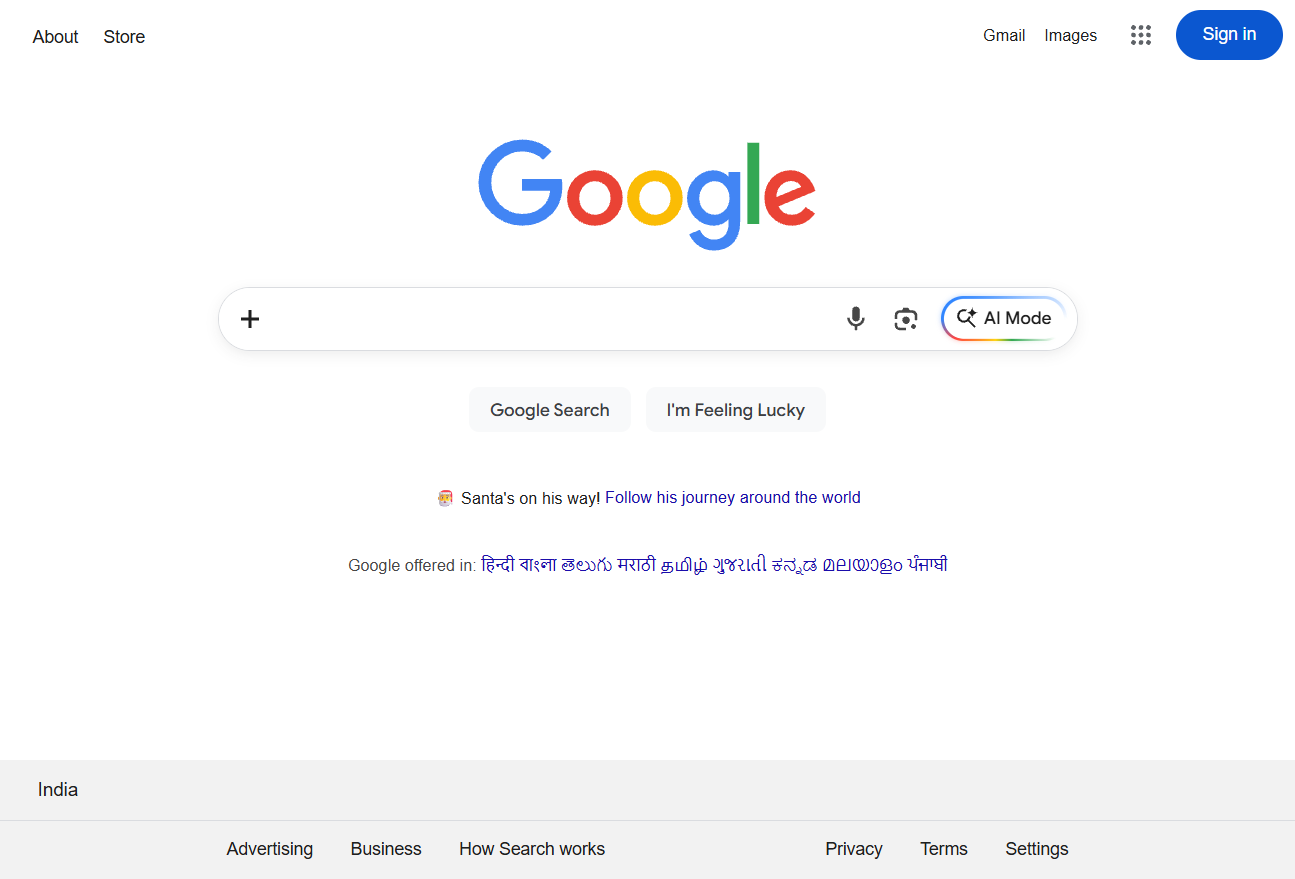 About Store Gmail Images Sign in
Google
AI Mode
Google Search I'm Feeling Lucky
Santa's on his way! Follow his journey around the world
Google offered in: हिन्दी বাংলা తెలుగు मराठी தமிழ் ગુજરાતી ಕನ್ನಡ മലയാളം ਪੰਜਾਬੀ
India
Advertising Business How Search works Privacy Terms Settings